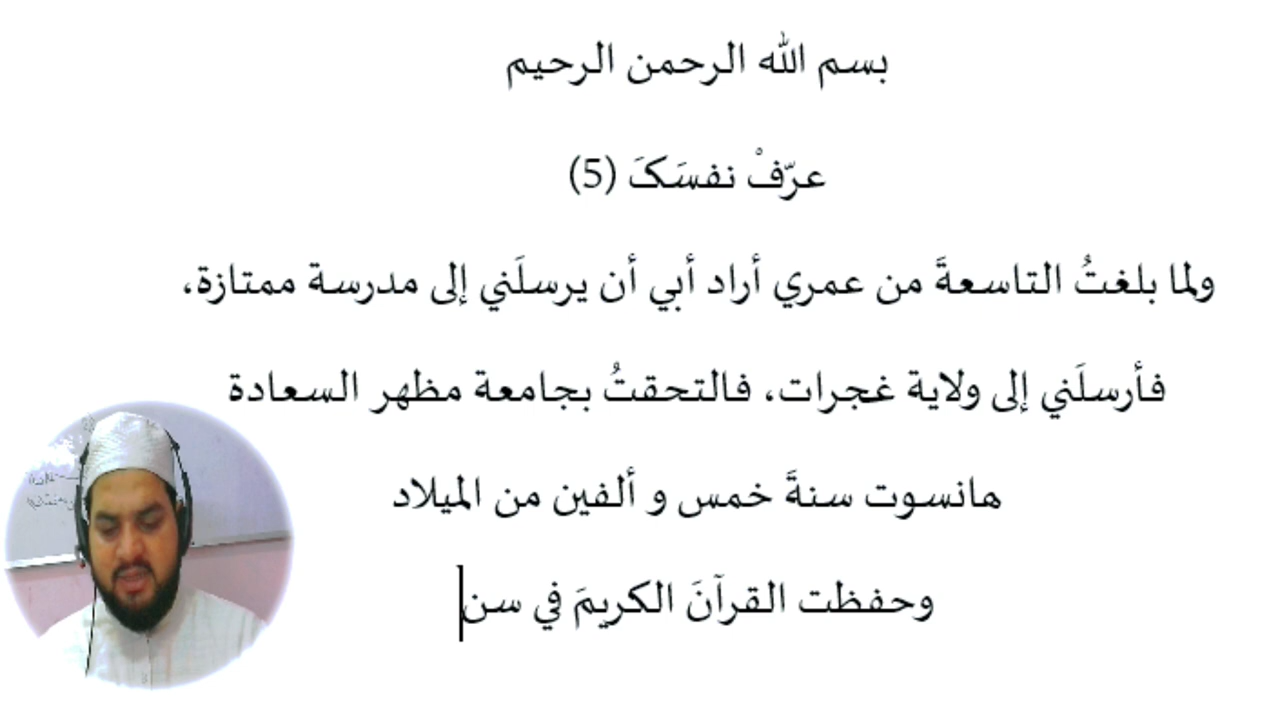 بسم الله الرحمن الرحيم
عرّفْ نفسَکَ (5)
ولما بلغتُ التاسعةَ من عمري أراد أبي أن يرسلَني إلى مدرسة ممتازة،
فأرسلَني إلى ولاية غجرات، فالتحقتُ بجامعة مظهر السعادة
هانسوت سنةَ خمس و ألفين من الميلاد
وحفظت القرآنَ الكريمَ في سن